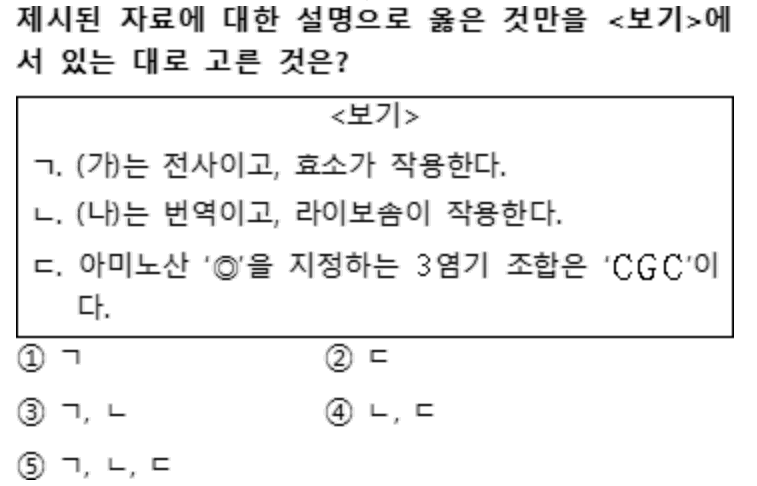 제시된 자료에 대한 설명으로 옳은 것만을 <보기>에
서 있는 대로 고른 것은?
<보기>
ㄱ. (가)는 전사이고, 효소가 작용한다.
ㄴ. (나)는 번역이고, 라이보솜이 작용한다.
ㄷ. 아미노산 ‘◎’을 지정하는 3염기 조합은 ‘CGC’이
다.
① ㄱ ② ㄷ
③ ㄱ, ㄴ ④ ㄴ, ㄷ
⑤ ㄱ, ㄴ, ㄷ